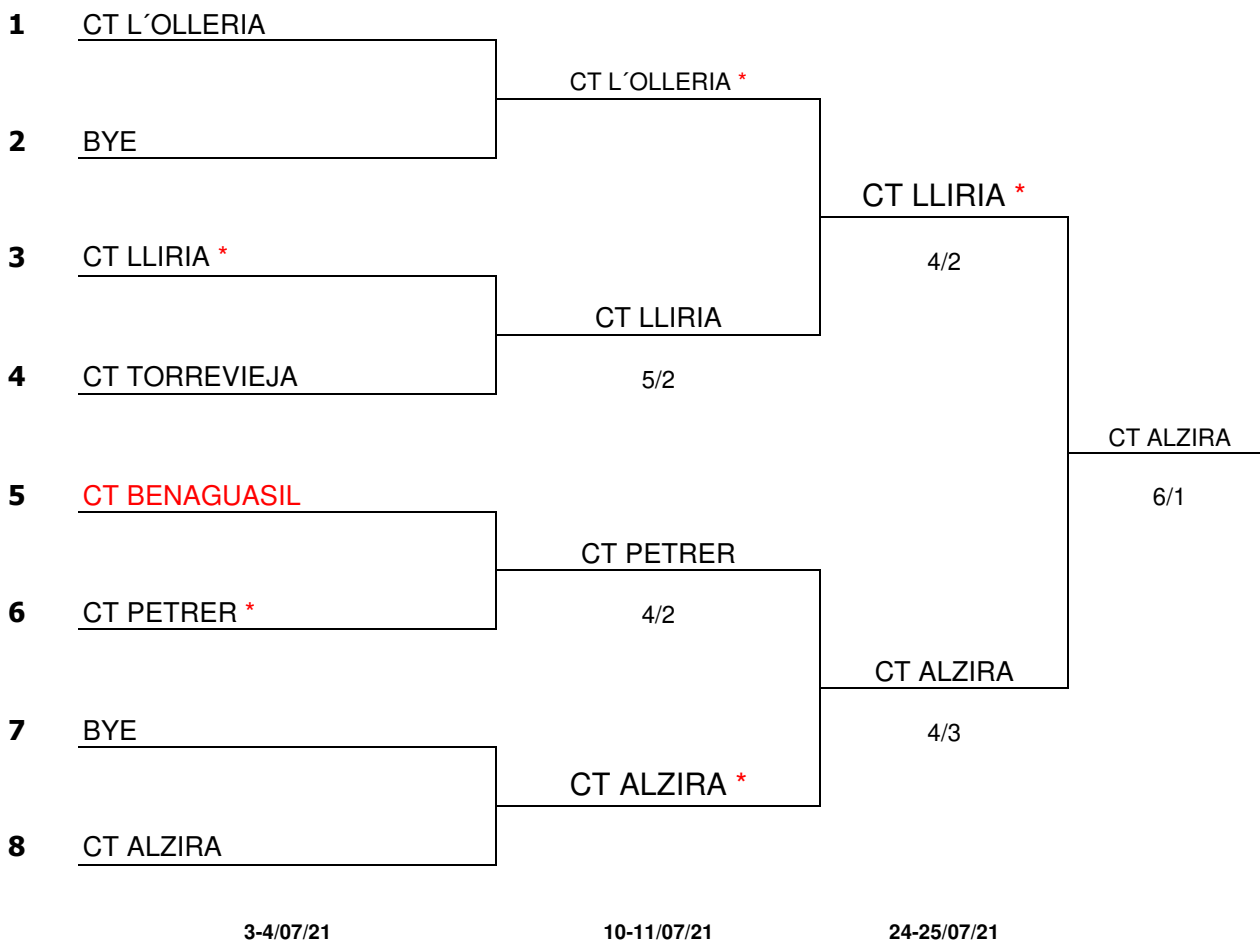 1 CT L´OLLERIA
CT L´OLLERIA *
2 BYE
CT LLIRIA *
3 CT LLIRIA *
4/2
CT LLIRIA
4 CT TORREVIEJA
5/2
CT ALZIRA
5 CT BENAGUASIL
6/1
CT PETRER
6 CT PETRER *
4/2
CT ALZIRA
7 BYE
4/3
CT ALZIRA *
8 CT ALZIRA
3-4/07/21 10-11/07/21 24-25/07/21